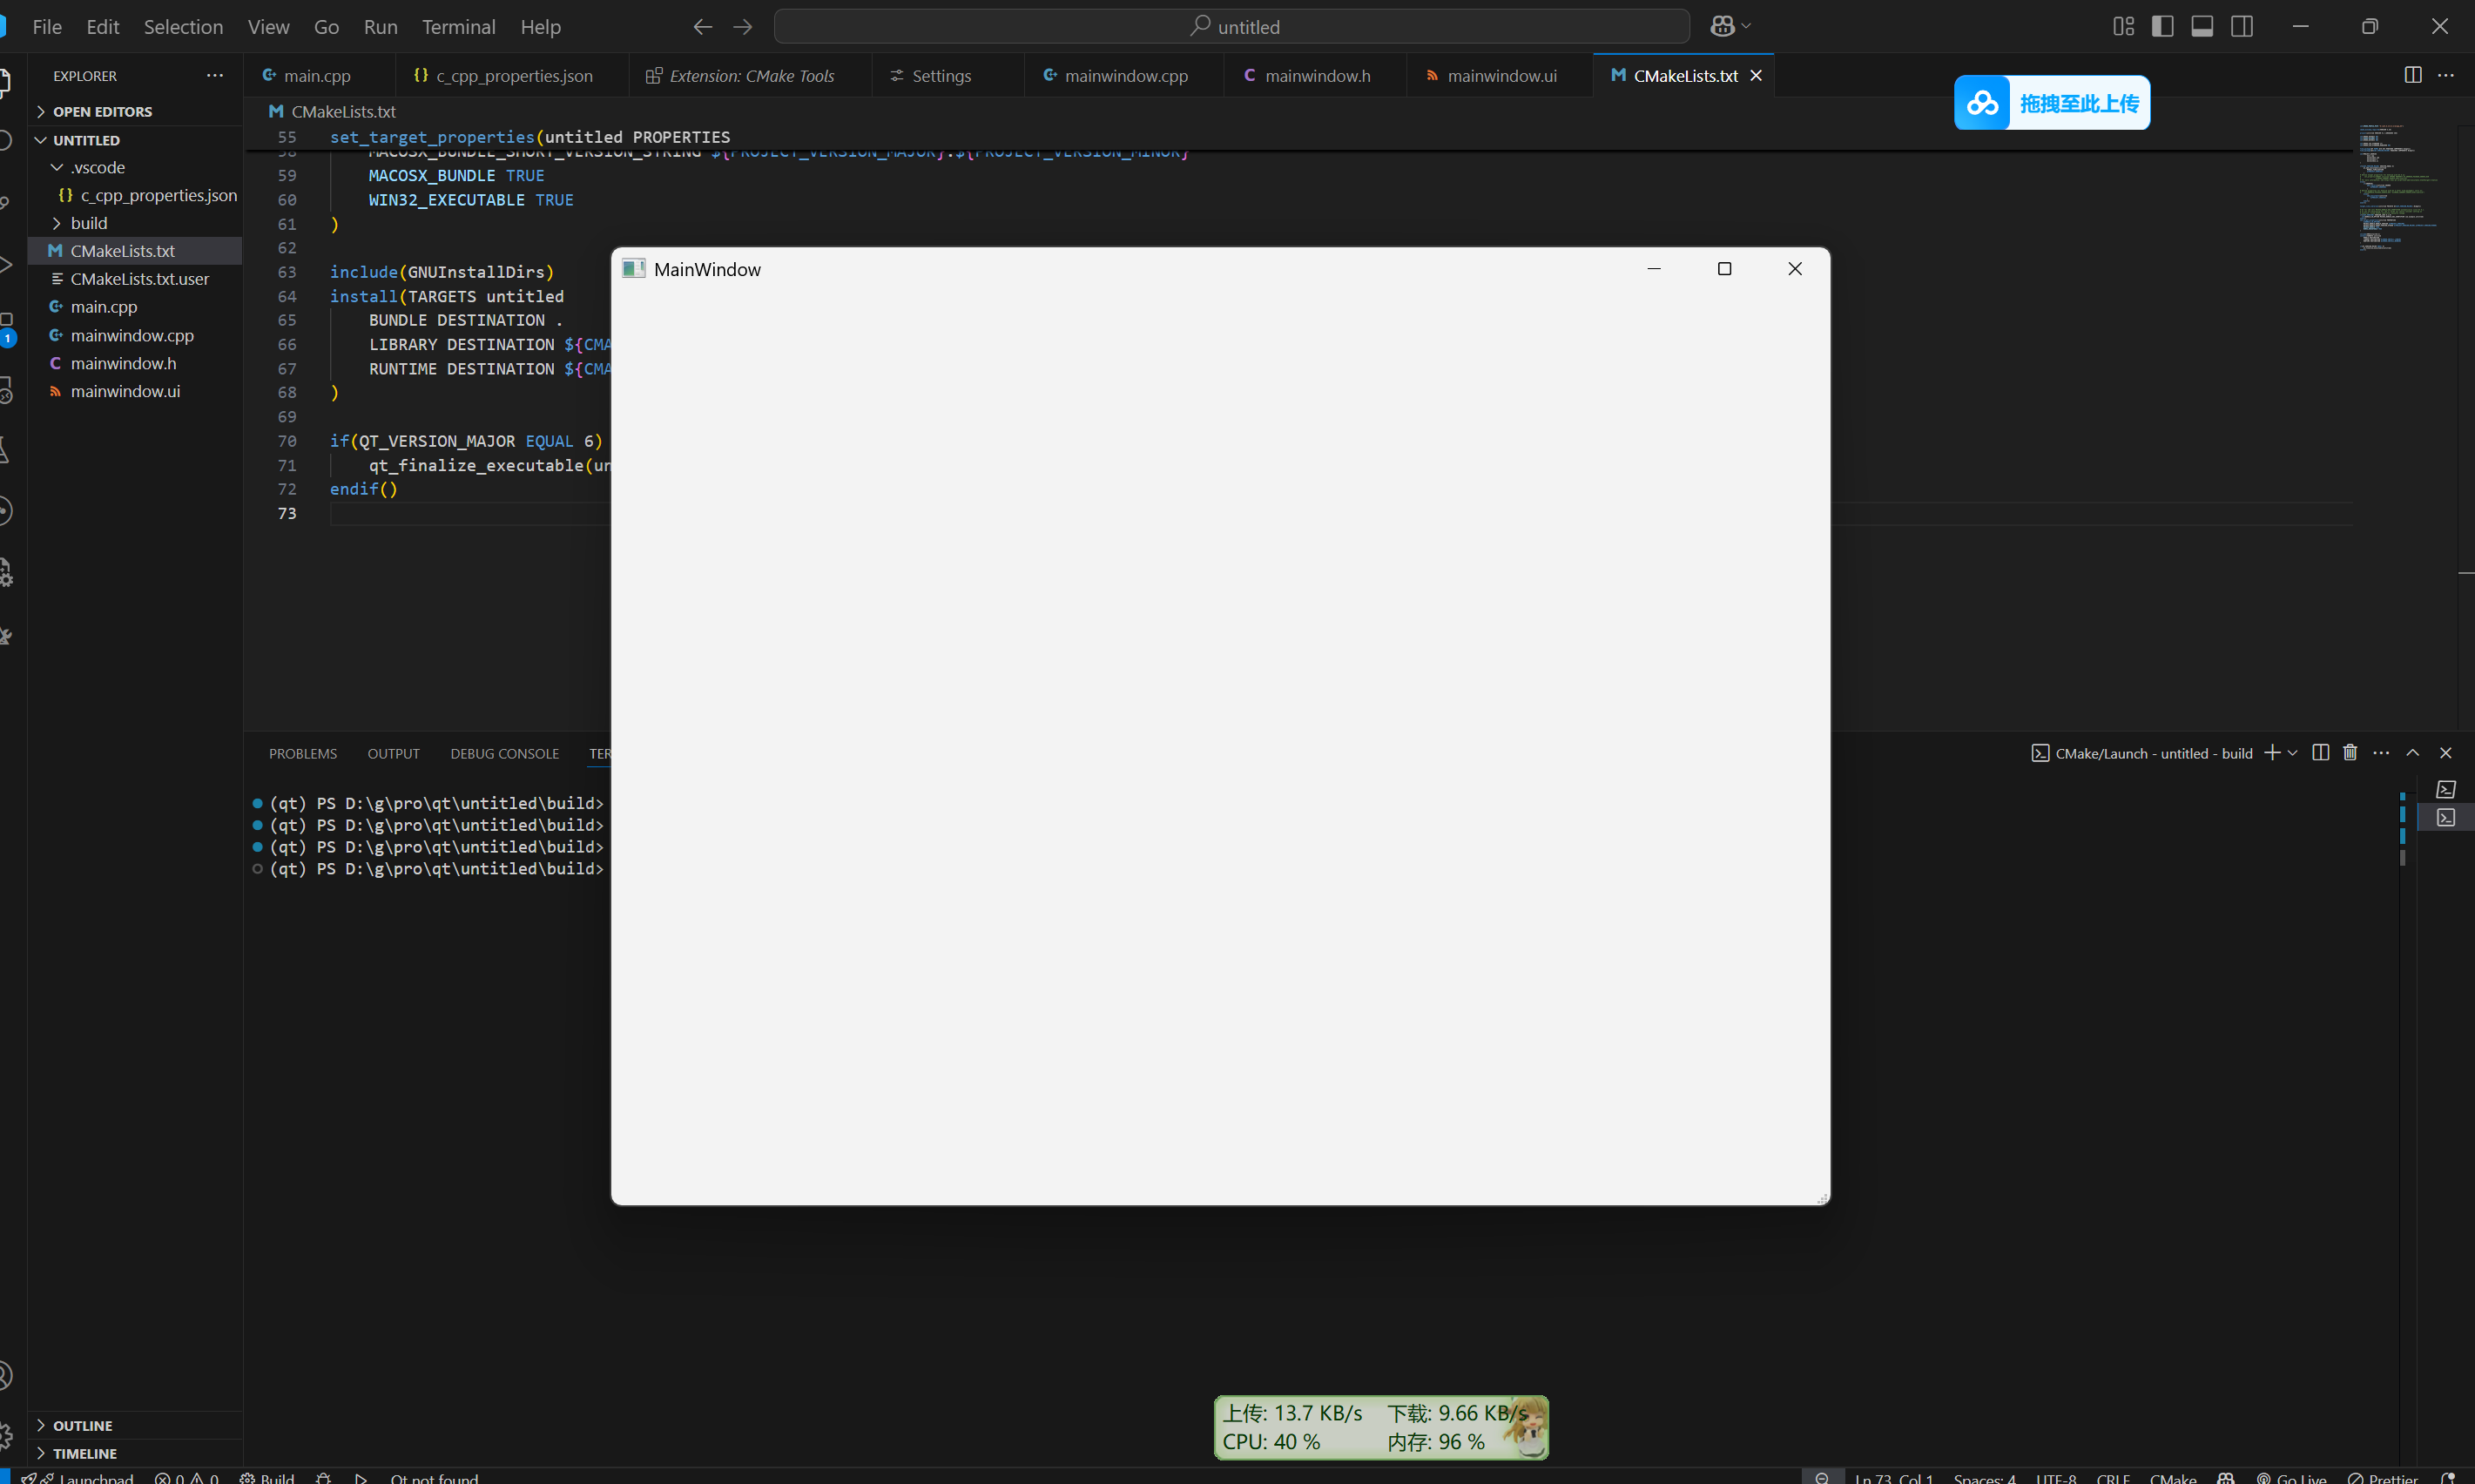 File Edit Selection View Go Run Terminal Help
untitled
EXPLORER
main.cpp
c_cpp_properties.json
Extension: CMake Tools
Settings
mainwindow.cpp
mainwindow.h
mainwindow.ui
CMakeLists.txt
拖拽至此上传
OPEN EDITORS
UNTITLED
.vscode
{} c_cpp_properties.json
build
CMakeLists.txt
CMakeLists.txt.user
main.cpp
mainwindow.cpp
mainwindow.h
mainwindow.ui
1
OUTLINE
TIMELINE
CMakeLists.txt
55 set_target_properties(untitled PROPERTIES
58 MACOSX_BUNDLE_SHORT_VERSION_STRING ${PROJECT_VERSION_MAJOR}.${PROJECT_VERSION_MINOR}
59 MACOSX_BUNDLE TRUE
60 WIN32_EXECUTABLE TRUE
61 )
62
63 include(GNUInstallDirs)
64 install(TARGETS untitled
65 BUNDLE DESTINATION .
66 LIBRARY DESTINATION ${CMA
67 RUNTIME DESTINATION ${CMA
68 )
69
70 if(QT_VERSION_MAJOR EQUAL 6)
71 qt_finalize_executable(un
72 endif()
73
MainWindow
PROBLEMS OUTPUT DEBUG CONSOLE TER
CMake/Launch - untitled - build
(qt) PS D:\g\pro\qt\untitled\build>
(qt) PS D:\g\pro\qt\untitled\build>
(qt) PS D:\g\pro\qt\untitled\build>
(qt) PS D:\g\pro\qt\untitled\build>
上传: 13.7 KB/s 下载: 9.66 KB/s
CPU: 40 % 内存: 96 %
Launchpad 0 0 Build Qt not found
Ln 73, Col 1 Spaces: 4 UTF-8 CRLF CMake Go Live Prettier